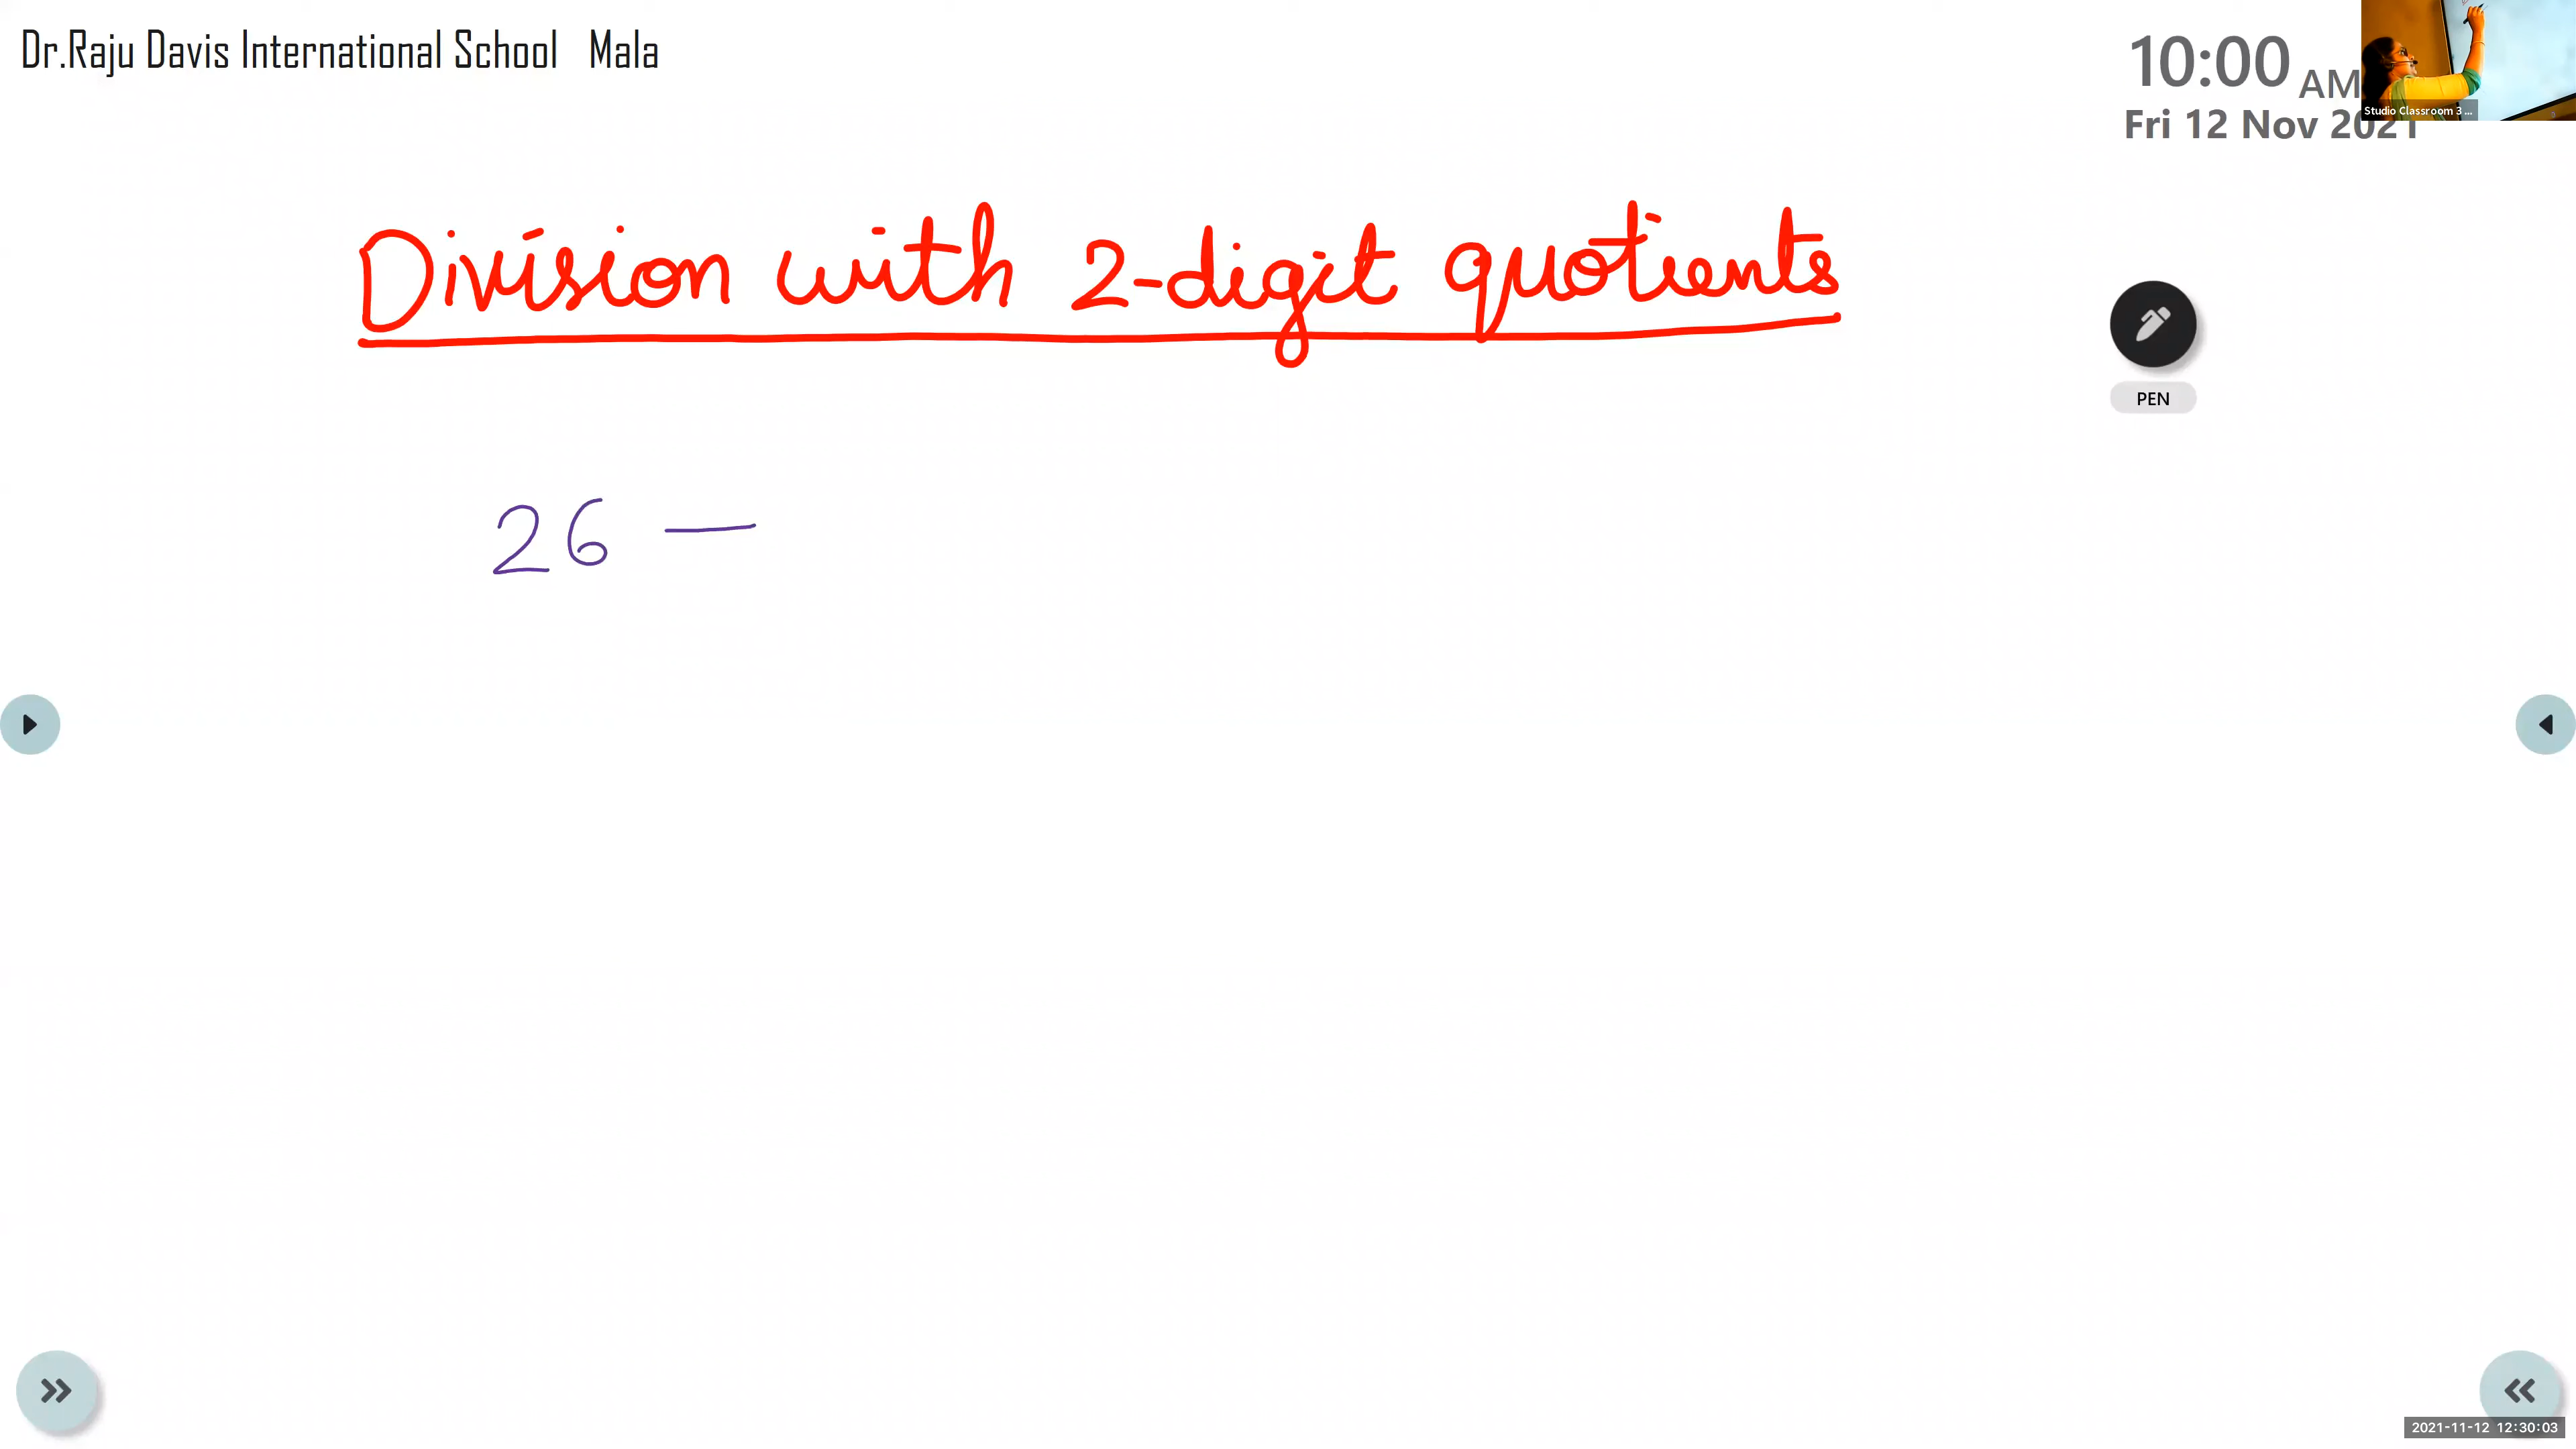 Dr.Raju Davis International School Mala
10:00 AM
Fri 12 Nov 2021
Studio Classroom 3 ...
Division with 2-digit quotients
PEN
26 —
2021-11-12 12:30:03